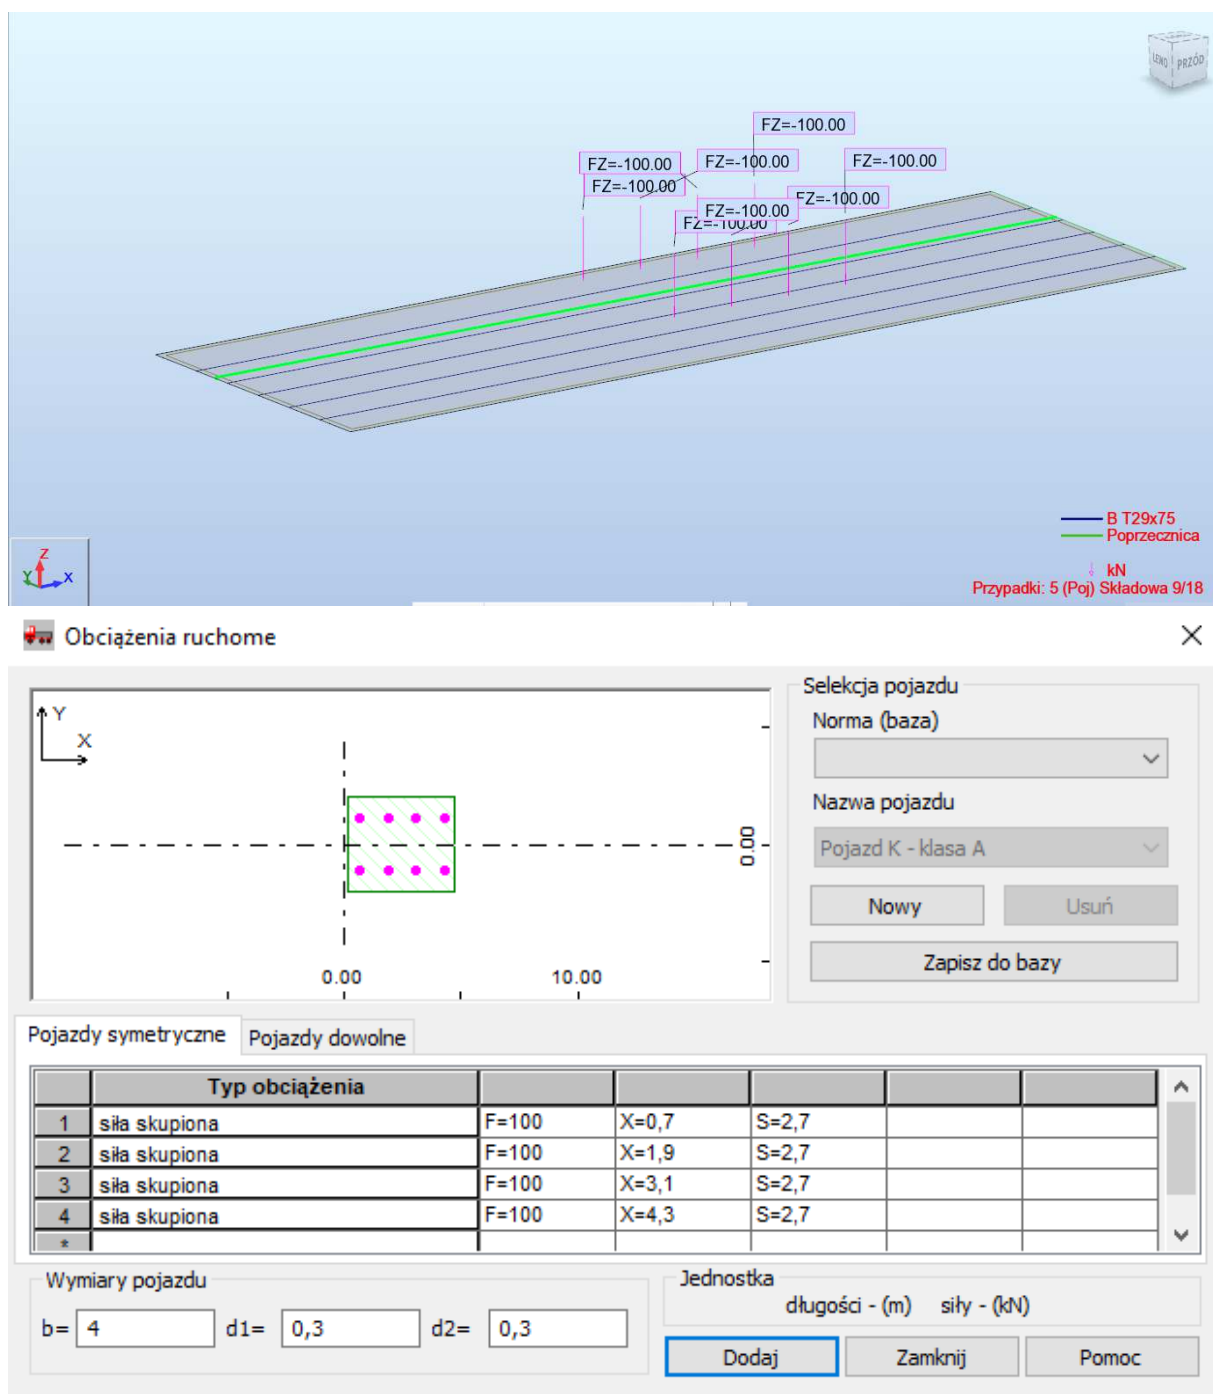 LEWO PRZÓD
FZ=-100.00
FZ=-100.00 FZ=-100.00 FZ=-100.00
FZ=-100.00
FZ=-100.00
FZ=-100.00
FZ=-100.00
B T29x75
Poprzecznica
kN
Przypadki: 5 (Poj) Składowa 9/18
Z
Y X
Obciążenia ruchome
Y
X
0.00
0.00 10.00
Selekcja pojazdu
Norma (baza)
Nazwa pojazdu
Pojazd K - klasa A
Nowy Usuń
Zapisz do bazy
Pojazdy symetryczne Pojazdy dowolne
Typ obciążenia
1 siła skupiona F=100 X=0,7 S=2,7
2 siła skupiona F=100 X=1,9 S=2,7
3 siła skupiona F=100 X=3,1 S=2,7
4 siła skupiona F=100 X=4,3 S=2,7
*
Wymiary pojazdu
b= 4 d1= 0,3 d2= 0,3
Jednostka
długości - (m) siły - (kN)
Dodaj Zamknij Pomoc